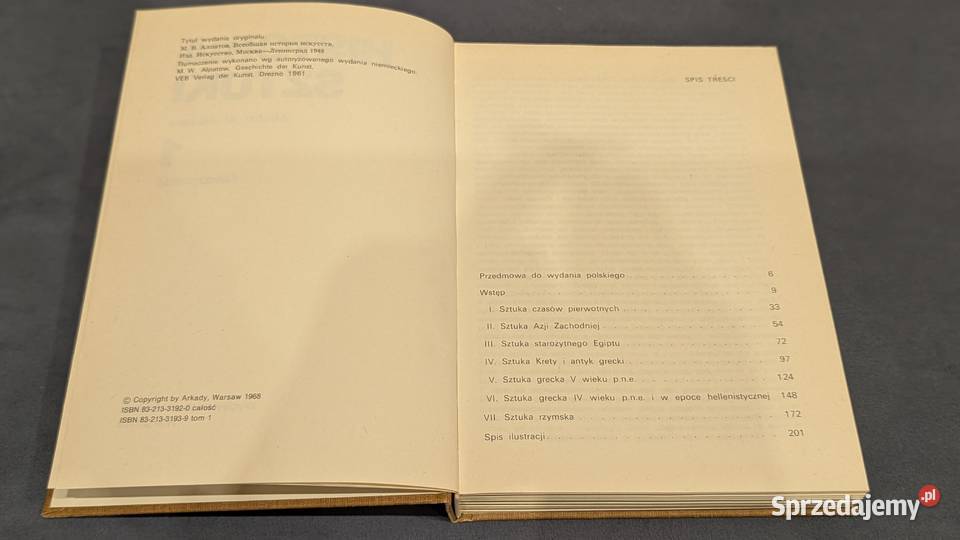 Tytuł wydania oryginału:
М. В. Алпатов, Всеобщая история искусств,
Изд. Искусство, Москва—Ленинград 1948
Tłumaczenie wykonano wg autoryzowanego wydania niemieckiego:
M. W. Alpatow, Geschichte der Kunst,
VEB Verlag der Kunst, Drezno 1961
© Copyright by Arkady, Warsaw 1968
ISBN 83-213-3192-0 całość
ISBN 83-213-3193-9 tom 1
SPIS TREŚCI
Przedmowa do wydania polskiego 6
Wstęp 9
I. Sztuka czasów pierwotnych 33
II. Sztuka Azji Zachodniej 54
III. Sztuka starożytnego Egiptu 72
IV. Sztuka Krety i antyk grecki 97
V. Sztuka grecka V wieku p.n.e. 124
VI. Sztuka grecka IV wieku p.n.e. i w epoce hellenistycznej 148
VII. Sztuka rzymska 172
Spis ilustracji 201
Sprzedajemy.pl